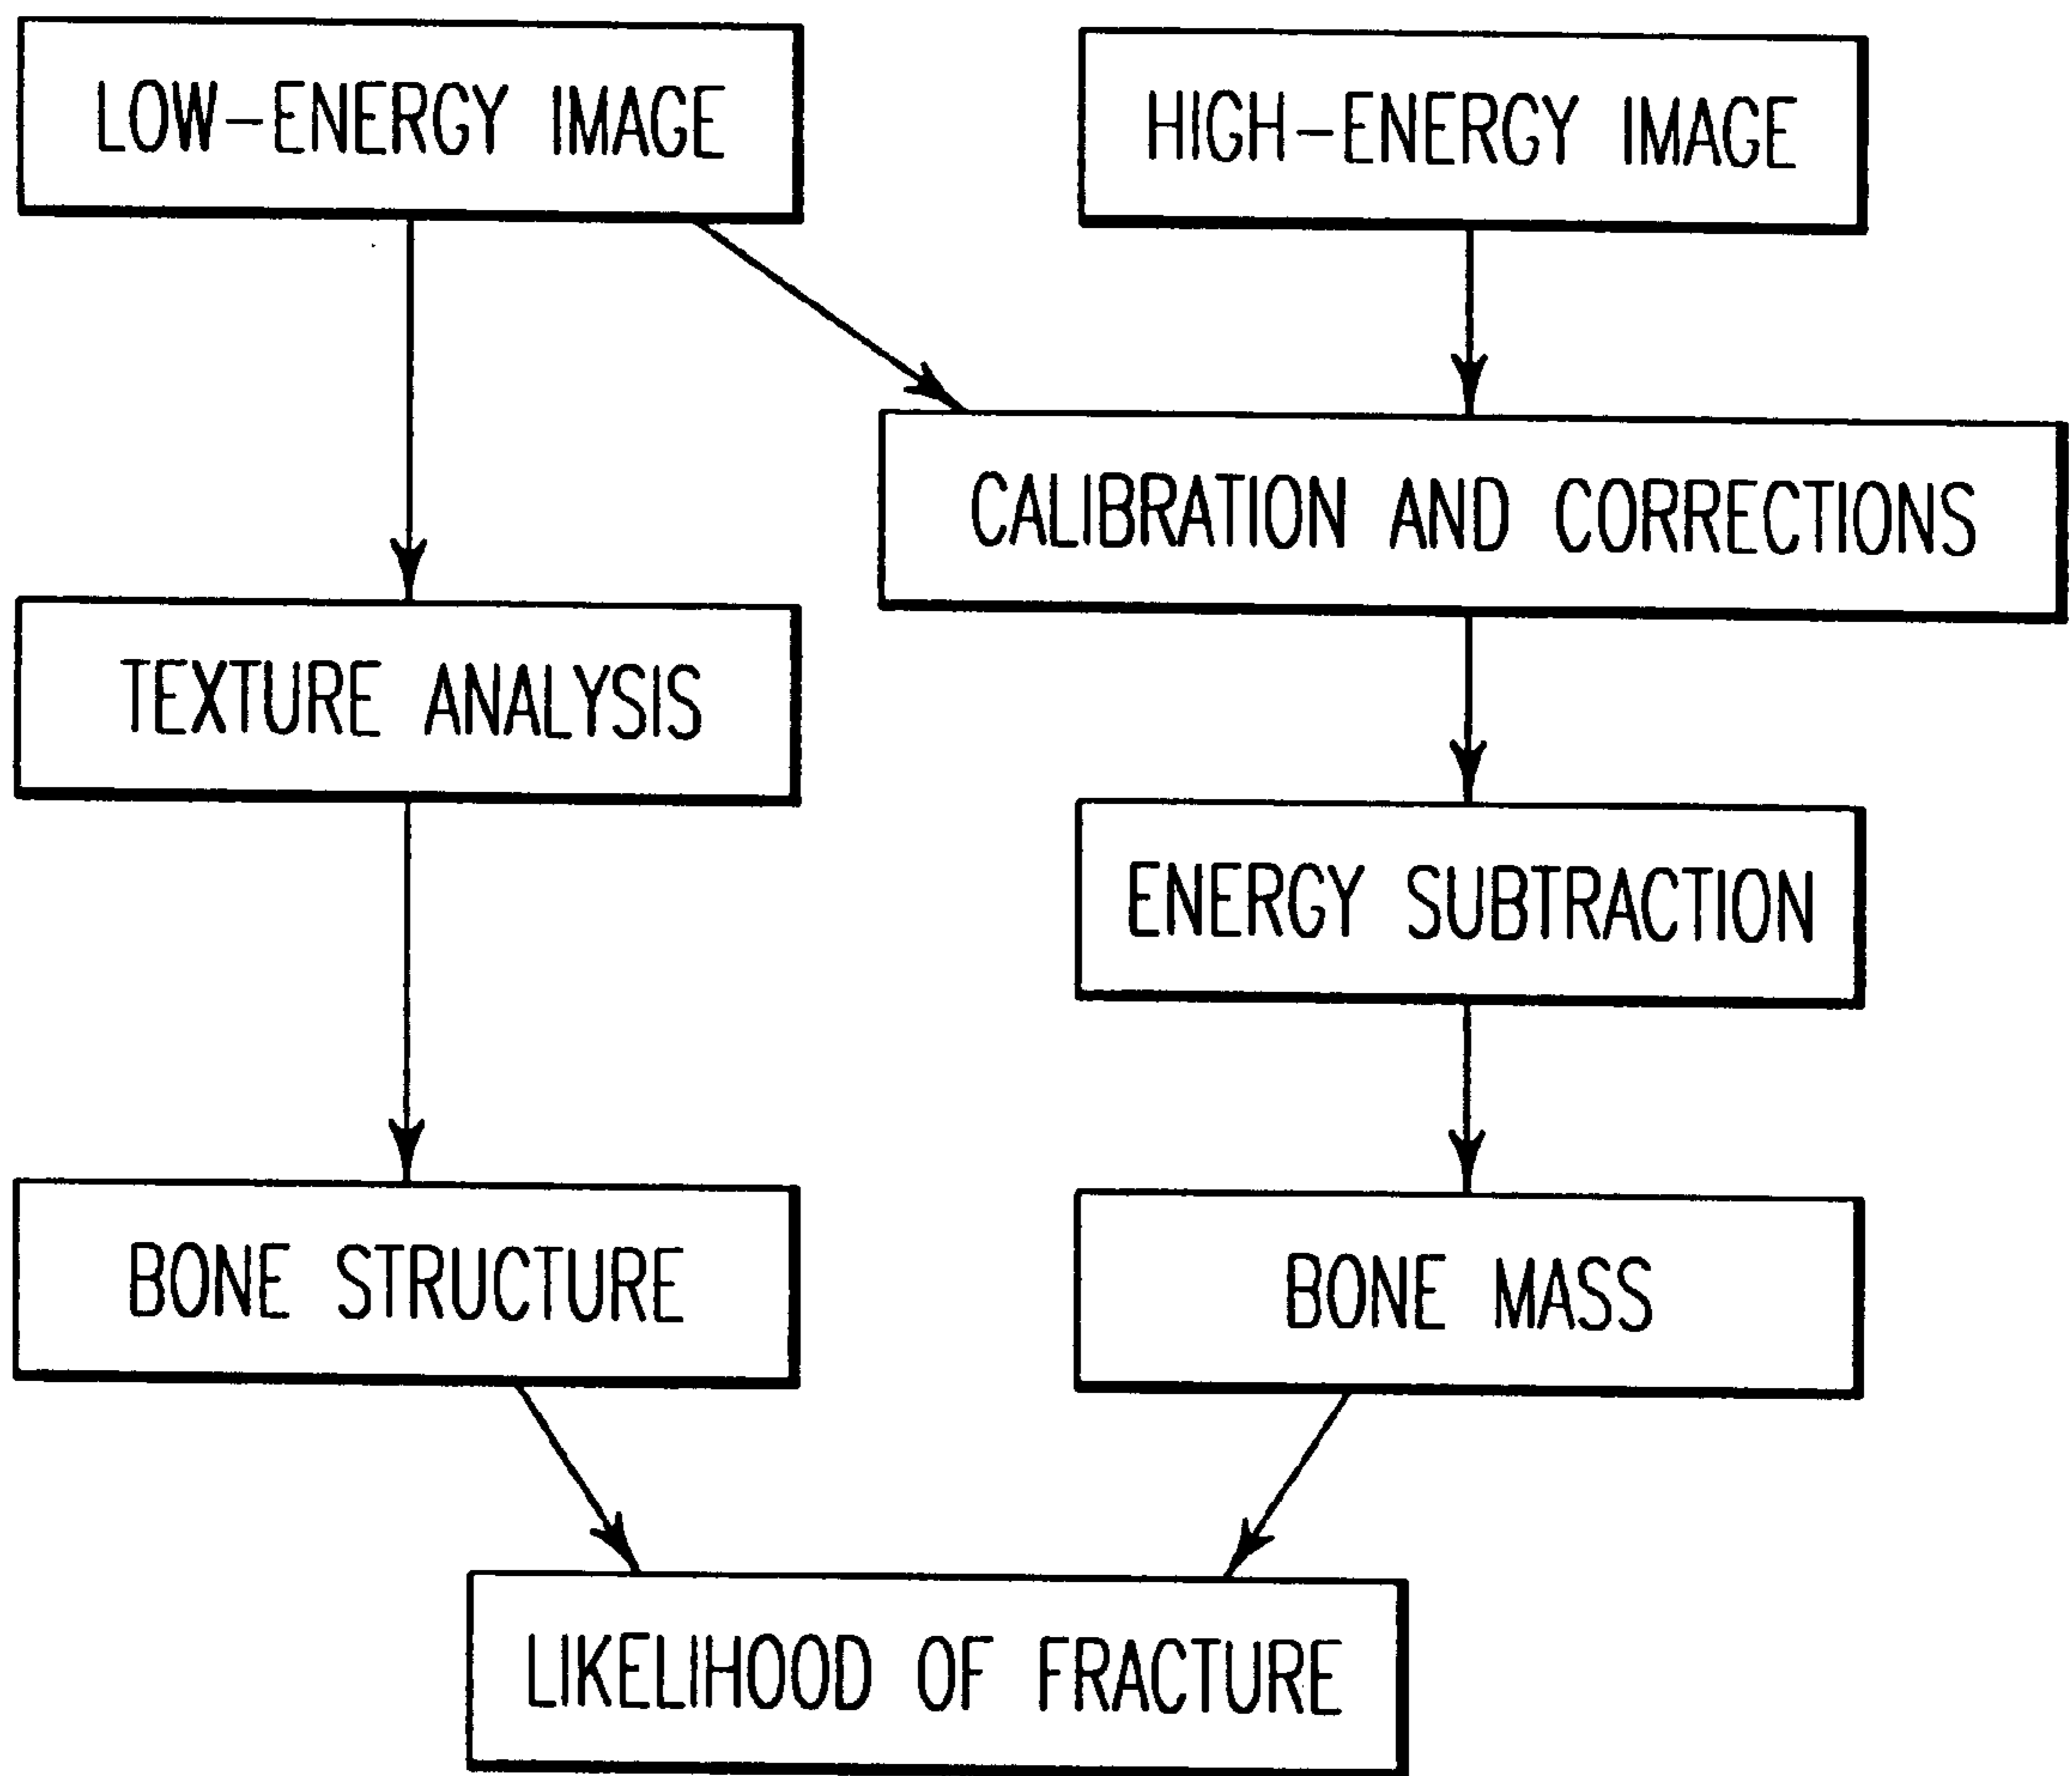 LOW-ENERGY IMAGE
HIGH-ENERGY IMAGE
CALIBRATION AND CORRECTIONS
TEXTURE ANALYSIS
ENERGY SUBTRACTION
BONE STRUCTURE
BONE MASS
LIKELIHOOD OF FRACTURE